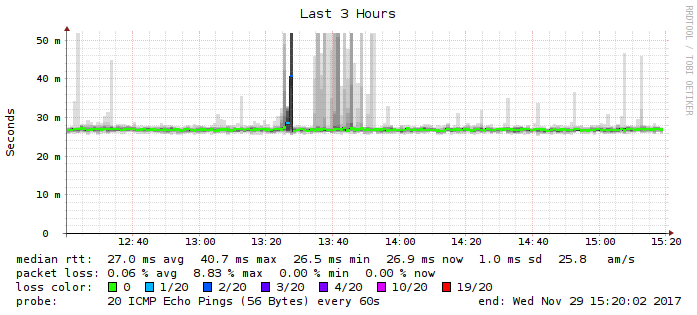 Last 3 Hours
RRDTOOL / TOBI OETIKER
Seconds
50 m
40 m
30 m
20 m
10 m
0
12:40 13:00 13:20 13:40 14:00 14:20 14:40 15:00 15:20
median rtt: 27.0 ms avg 40.7 ms max 26.5 ms min 26.9 ms now 1.0 ms sd 25.8 am/s
packet loss: 0.06 % avg 8.83 % max 0.00 % min 0.00 % now
loss color: 0 1/20 2/20 3/20 4/20 10/20 19/20
probe: 20 ICMP Echo Pings (56 Bytes) every 60s end: Wed Nov 29 15:20:02 2017